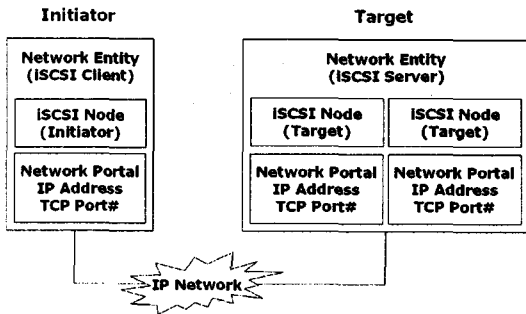 Initiator
Network Entity
(iSCSI Client)
iSCSI Node
(Initiator)
Network Portal
IP Address
TCP Port#
Target
Network Entity
(iSCSI Server)
iSCSI Node
(Target)
iSCSI Node
(Target)
Network Portal
IP Address
TCP Port#
Network Portal
IP Address
TCP Port#
IP Network